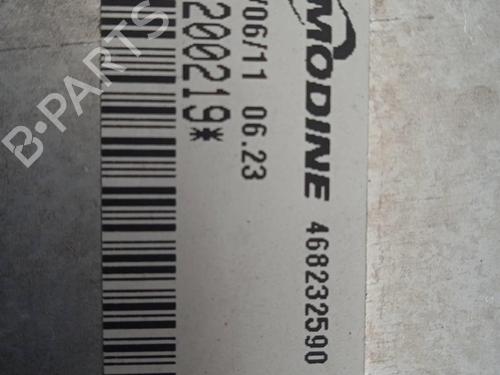 MODINE 468232590
/06/11 06.23
200219*
B-PARTS